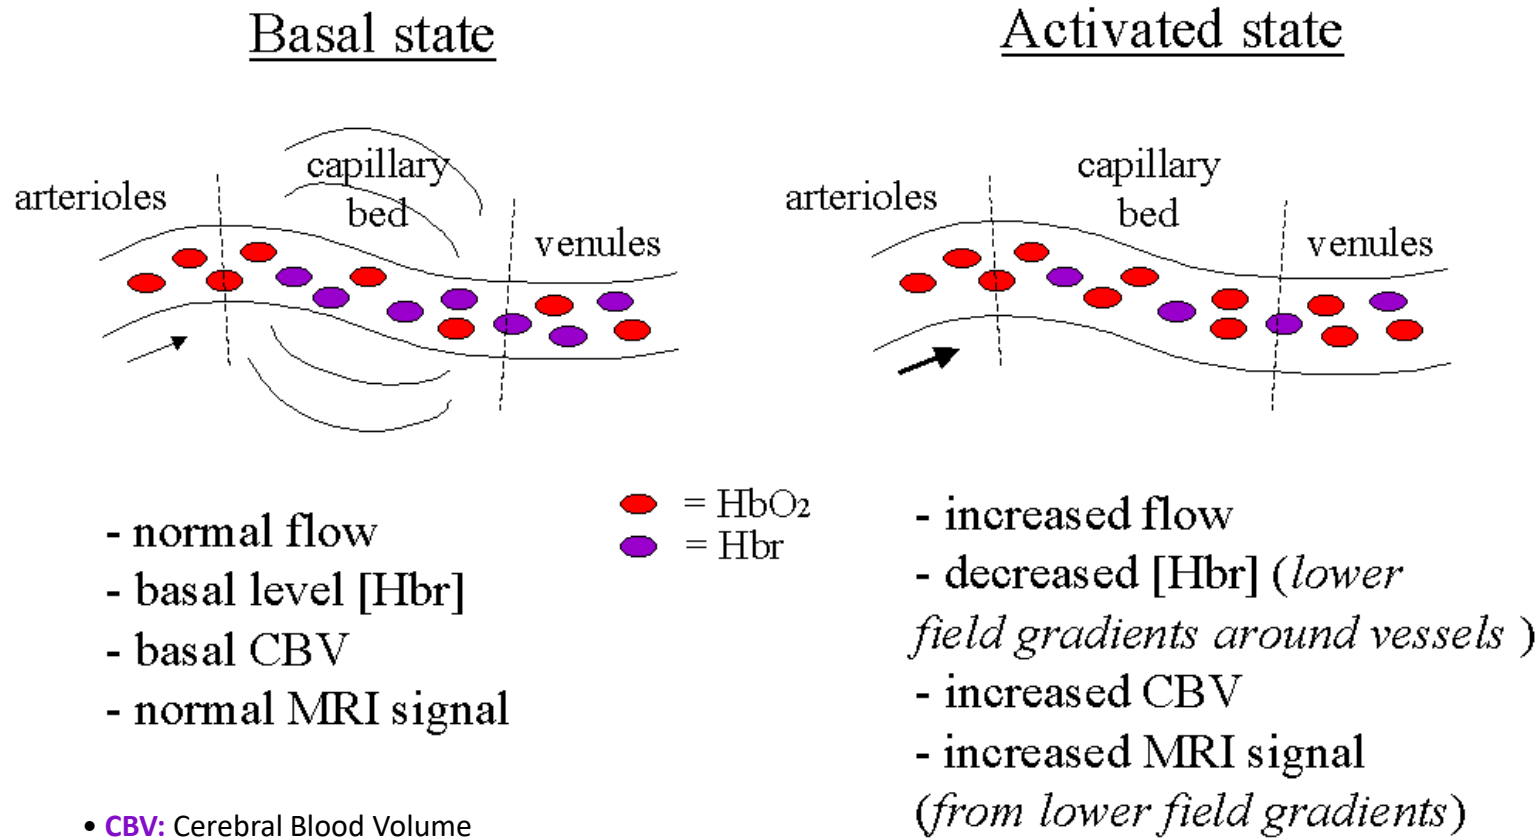 Basal state
Activated state
arterioles
capillary
bed
venules
arterioles
capillary
bed
venules
= HbO₂
= Hbr
- normal flow
- basal level [Hbr]
- basal CBV
- normal MRI signal
- increased flow
- decreased [Hbr] (lower
field gradients around vessels )
- increased CBV
- increased MRI signal
(from lower field gradients)
• CBV: Cerebral Blood Volume